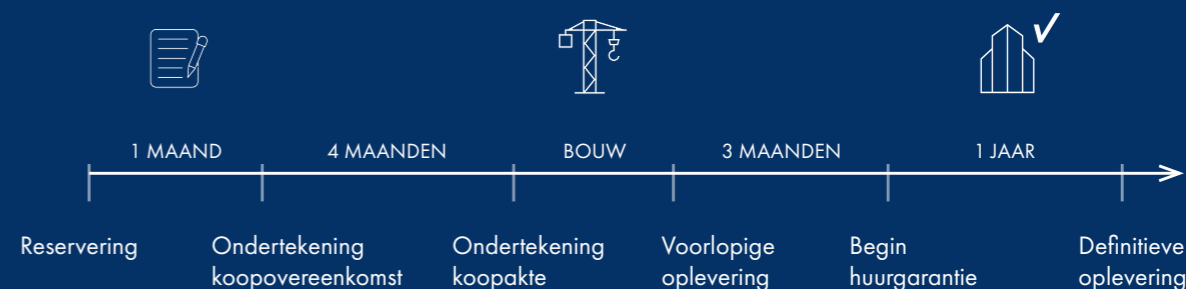 1 MAAND
4 MAANDEN
BOUW
3 MAANDEN
1 JAAR
Reservering
Ondertekening
koopovereenkomst
Ondertekening
koopakte
Voorlopige
oplevering
Begin
huurgarantie
Definitieve
oplevering